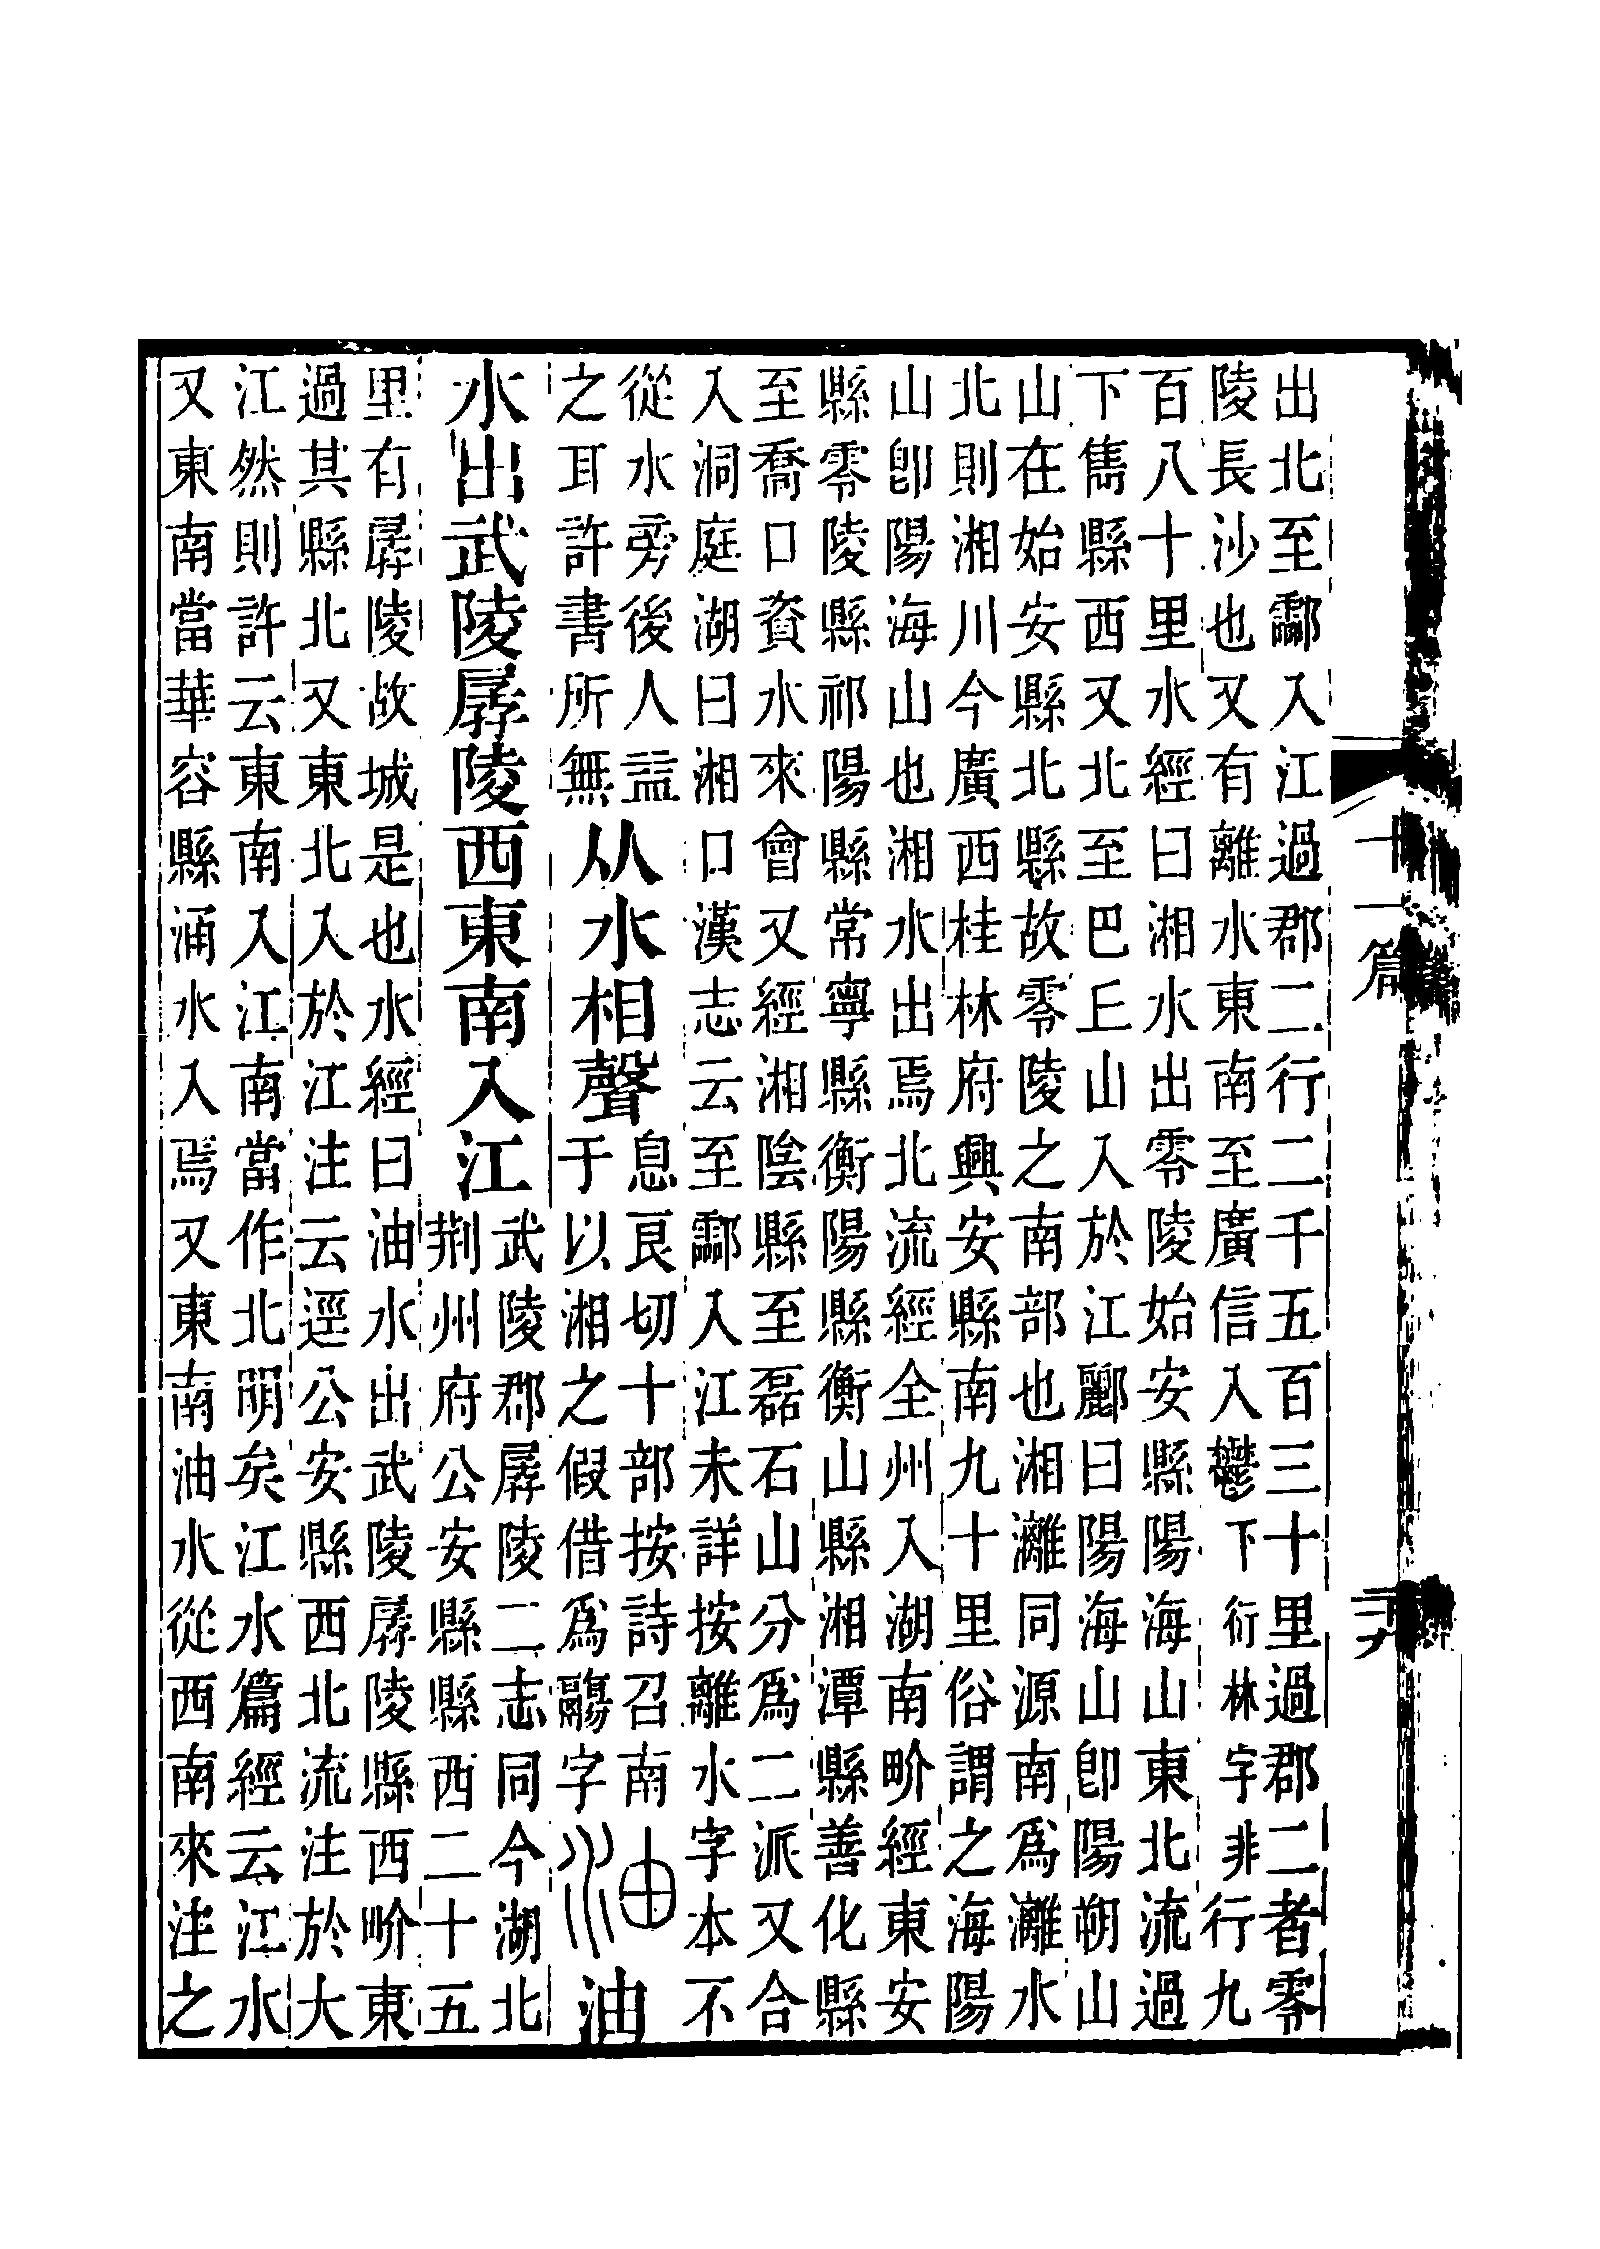 出北至酃入江過郡二行二千五百三十里過郡二者零
陵長沙也又有離水東南至廣信入鬱下衍林字非行九
百八十里水經曰湘水出零陵始安縣陽海山東北流過
下雋縣西又北至巴丘山入於江酈曰陽海山卽陽朔山
山在始安縣北縣故零陵之南部也湘灕同源南爲灕水
北則湘川今廣西桂林府興安縣南九十里俗謂之海陽
山卽陽海山也湘水出焉北流經全州入湖南畍經東安
縣零陵縣祁陽縣常寧縣衡陽縣衡山縣湘潭縣善化縣
至喬口資水來會又經湘陰縣至磊石山分爲二派又合
入洞庭湖曰湘口漢志云至酃入江未詳按離水字本不
從水旁後人益
之耳許書所無
从水相聲
息良切十部按詩召南
于以湘之假借爲鬺字
油
油
水出武陵孱陵西東南入江
武陵郡孱陵二志同今湖北
荆州府公安縣縣西二十五
里有孱陵故城是也水經曰油水出武陵孱陵縣西畍東
過其縣北又東北入於江注云逕公安縣西北流注於大
江然則許云東南入江南當作北明矣江水篇經云江水
又東南當華容縣涌水入焉又東南油水從西南來注之
十一篇